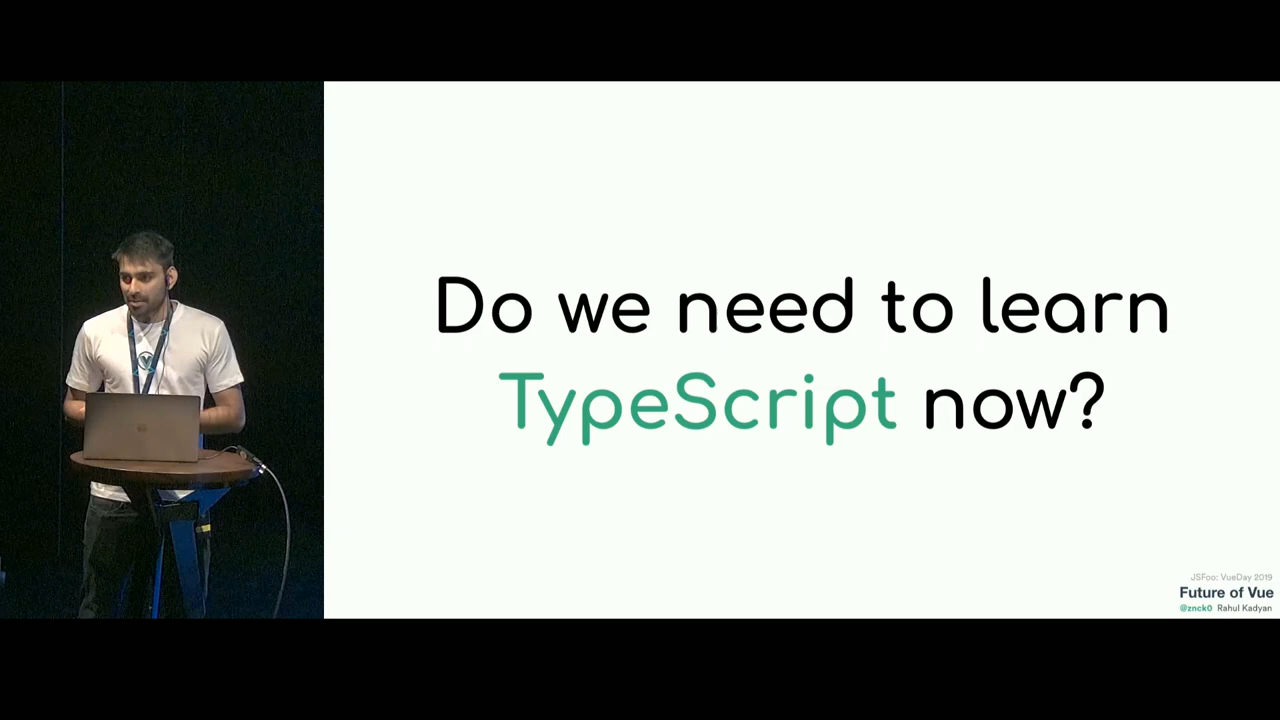 Do we need to learn
TypeScript now?
JSFoo: VueDay 2019
Future of Vue
@znck0 Rahul Kadyan